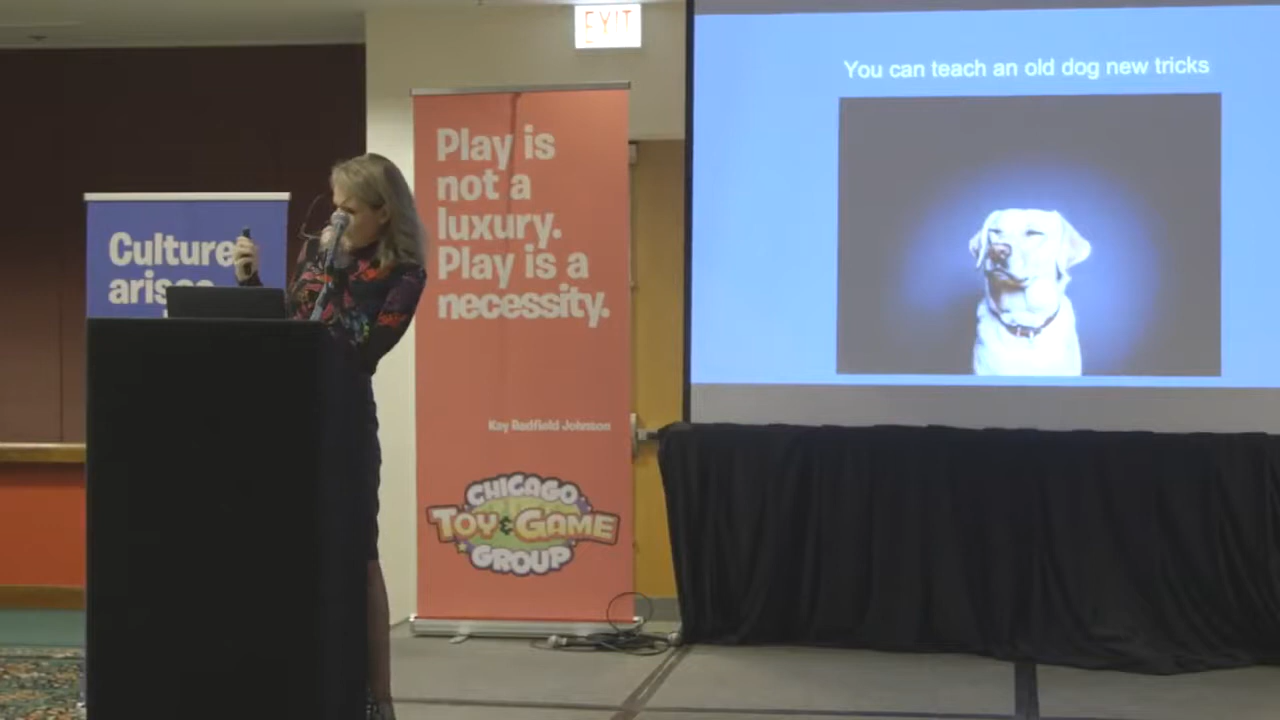 EXIT
You can teach an old dog new tricks
Play is
not a
luxury.
Play is a
necessity.
Kay Redfield Johnson
CHICAGO
TOY & GAME
GROUP
Culture
arises